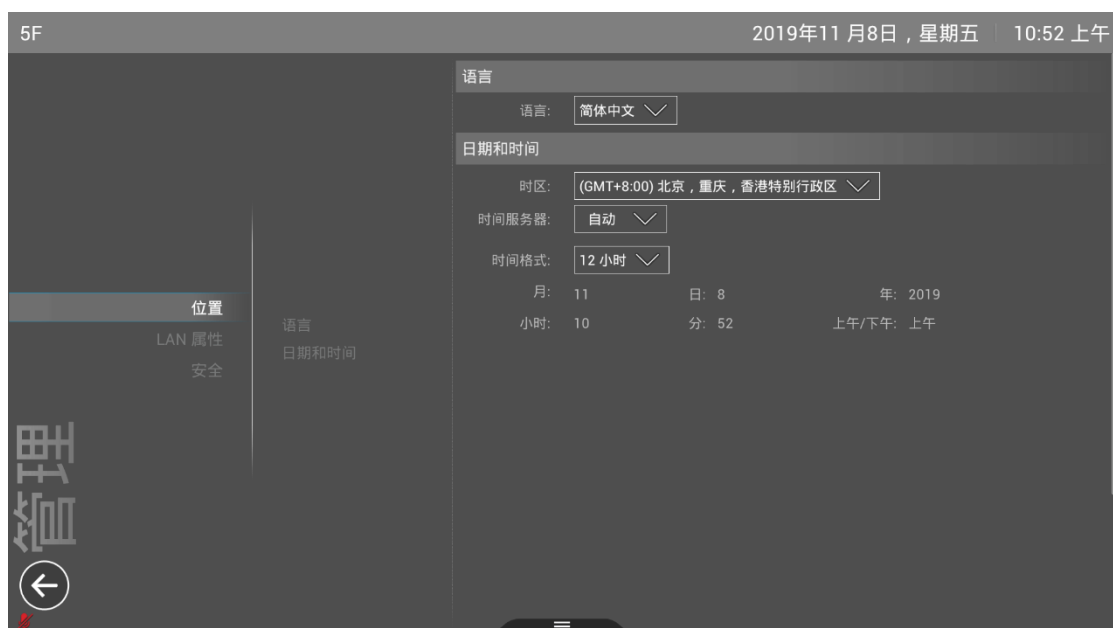 5F 2019年11 月8日，星期五 10:52 上午
语言
语言: 简体中文
日期和时间
时区: (GMT+8:00) 北京，重庆，香港特别行政区
时间服务器: 自动
时间格式: 12 小时
月: 11 日: 8 年: 2019
小时: 10 分: 52 上午/下午: 上午
位置
LAN 属性
安全
语言
日期和时间
管理